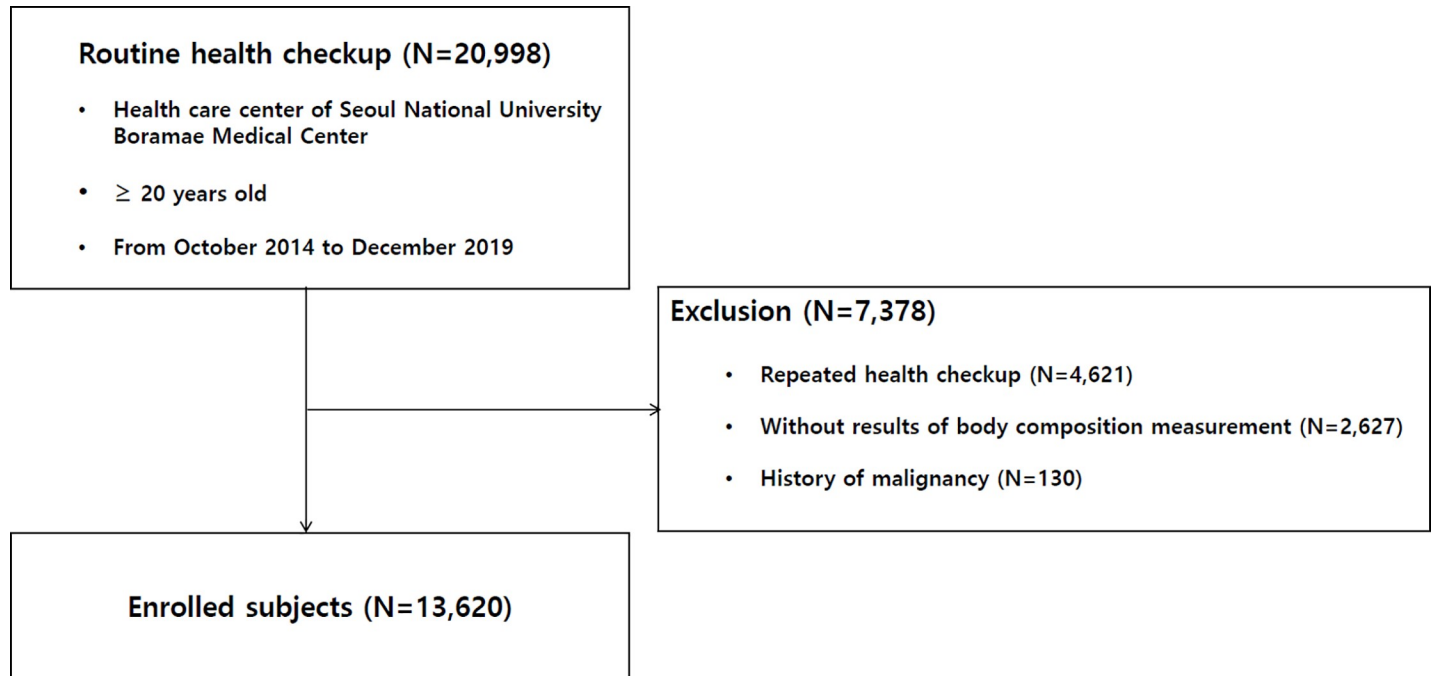 Routine health checkup (N=20,998)
• Health care center of Seoul National University
Boramae Medical Center
• ≥ 20 years old
• From October 2014 to December 2019
Exclusion (N=7,378)
• Repeated health checkup (N=4,621)
• Without results of body composition measurement (N=2,627)
• History of malignancy (N=130)
Enrolled subjects (N=13,620)